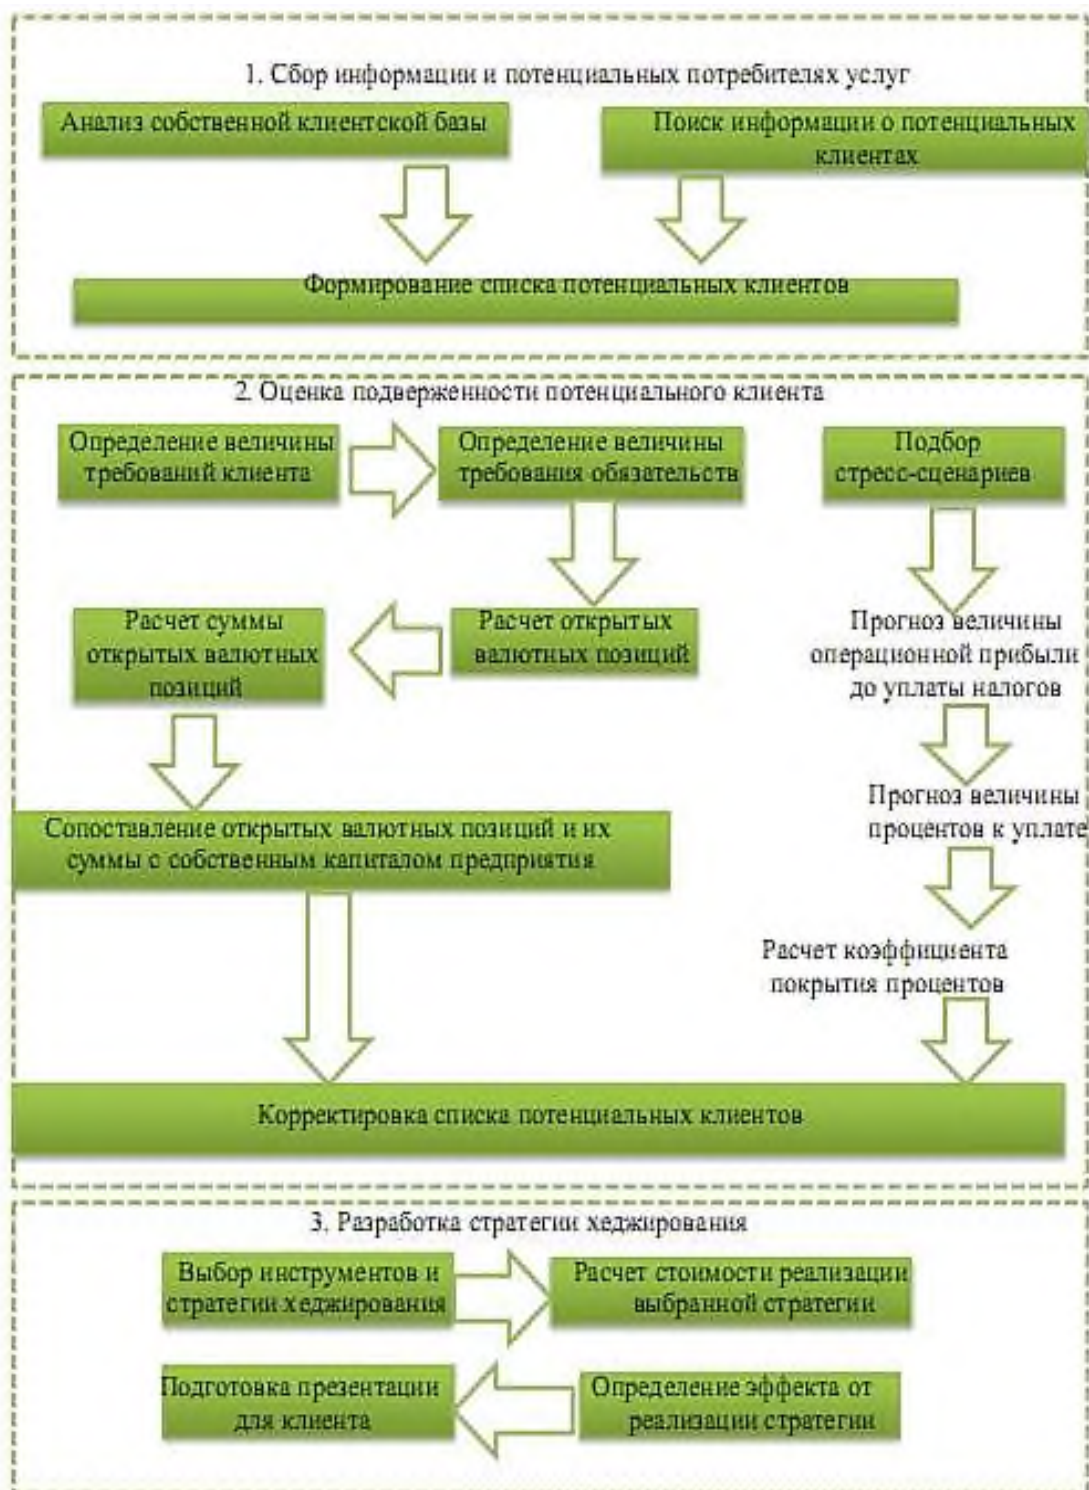 1. Сбор информации и потенциальных потребителях услуг
Анализ собственной клиентской базы
Поиск информации о потенциальных
клиентах
Формирование списка потенциальных клиентов
2. Оценка подверженности потенциального клиента
Определение величины
требований клиента
Определение величины
требования обязательств
Подбор
стресс-сценариев
Расчет суммы
открытых валютных
позиций
Расчет открытых
валютных позиций
Прогноз величины
операционной прибыли
до уплаты налогов
Прогноз величины
процентов к уплате
Сопоставление открытых валютных позиций и их
суммы с собственным капиталом предприятия
Расчет коэффициента
покрытия процентов
Корректировка списка потенциальных клиентов
3. Разработка стратегии хеджирования
Выбор инструментов и
стратегии хеджирования
Расчет стоимости реализации
выбранной стратегии
Подготовка презентации
для клиента
Определение эффекта от
реализации стратегии